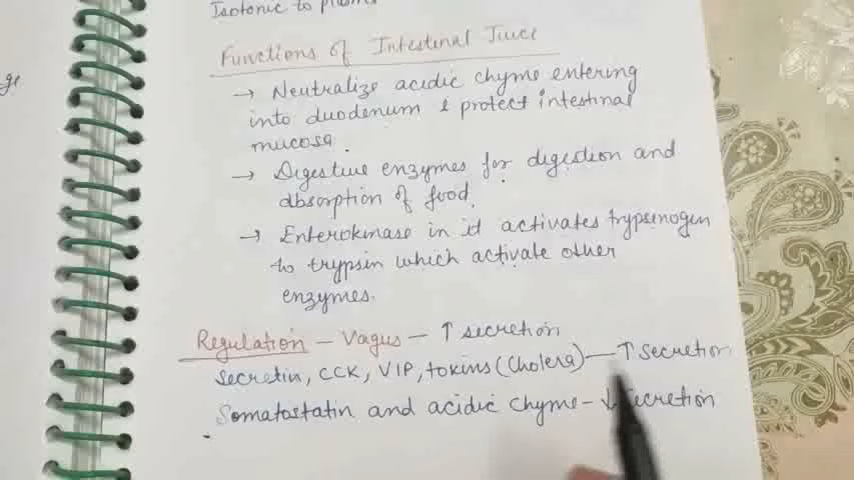 Isotonic to plasma
ge
Functions of Intestinal Juice
→ Neutralize acidic chyme entering
into duodenum & protect intestinal
mucosa.
→ Digestive enzymes for digestion and
absorption of food.
→ Enterokinase in it activates trypsinogen
to trypsin which activate other
enzymes.
Regulation - Vagus - ↑ secretion
Secretin, CCK, VIP, toxins (Cholera) — ↑ secretion
Somatostatin and acidic chyme - ↓ secretion